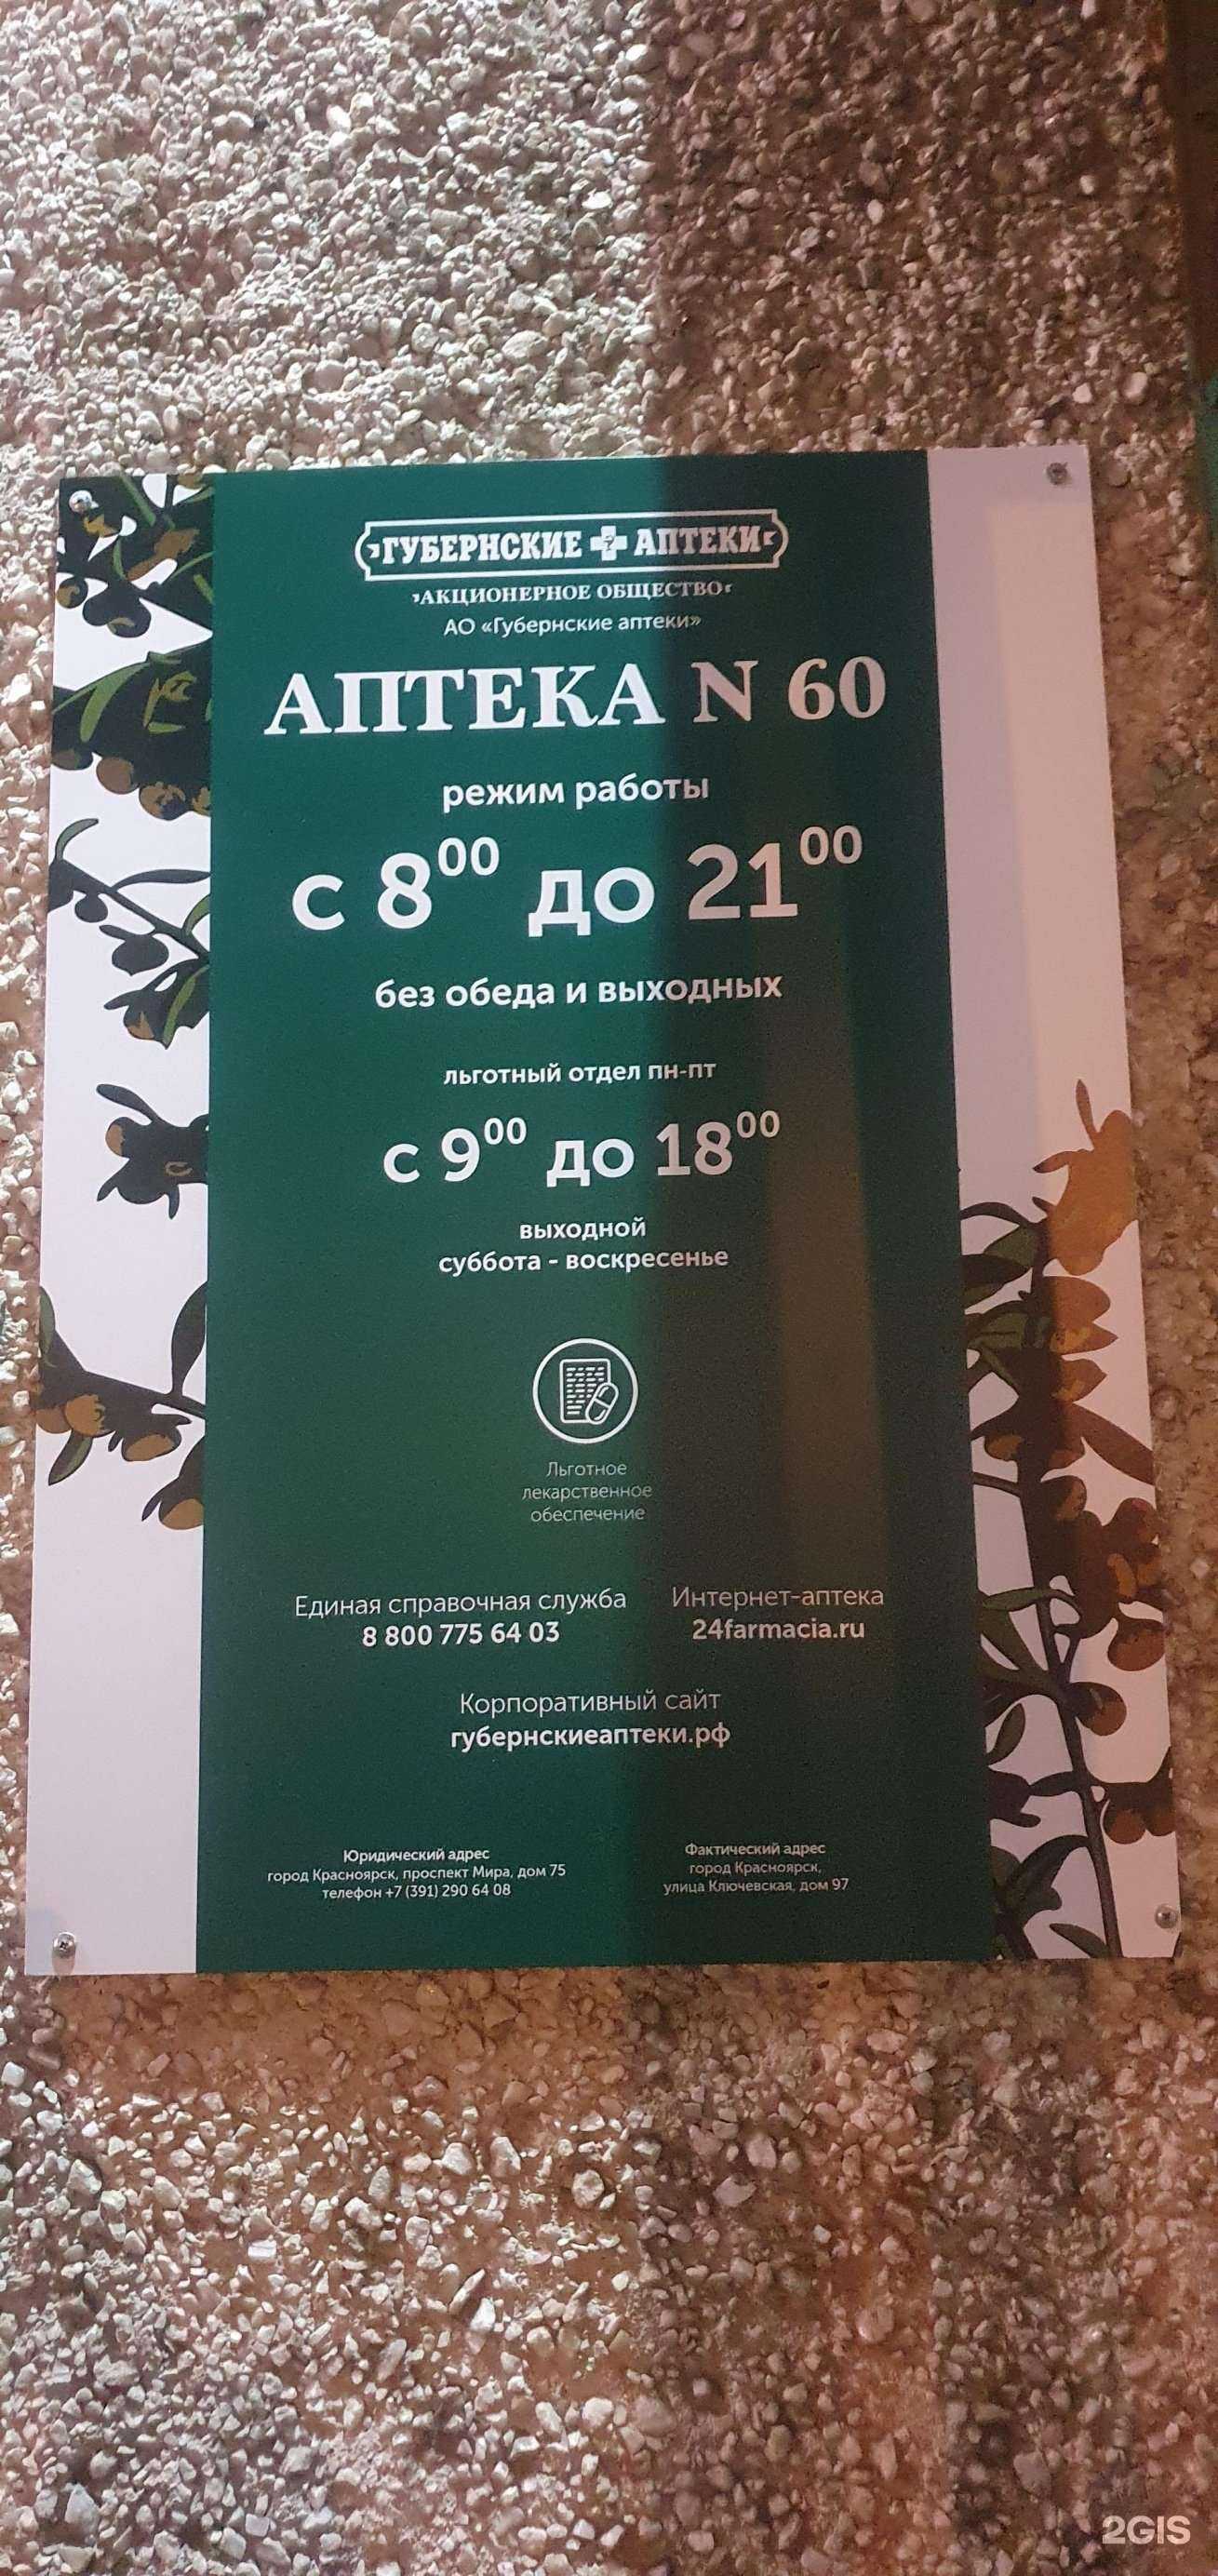 ГУБЕРНСКИЕ АПТЕКИ
АКЦИОНЕРНОЕ ОБЩЕСТВО
АО «Губернские аптеки»
АПТЕКА N 60
режим работы
с 8⁰⁰ до 21⁰⁰
без обеда и выходных
льготный отдел пн-пт
с 9⁰⁰ до 18⁰⁰
выходной
суббота - воскресенье
Льготное
лекарственное
обеспечение
Единая справочная служба
8 800 775 64 03
Интернет-аптека
24farmacia.ru
Корпоративный сайт
губернскиеаптеки.рф
Юридический адрес
город Красноярск, проспект Мира, дом 75
телефон +7 (391) 290 64 08
Фактический адрес
город Красноярск,
улица Ключевская, дом 97
2GIS